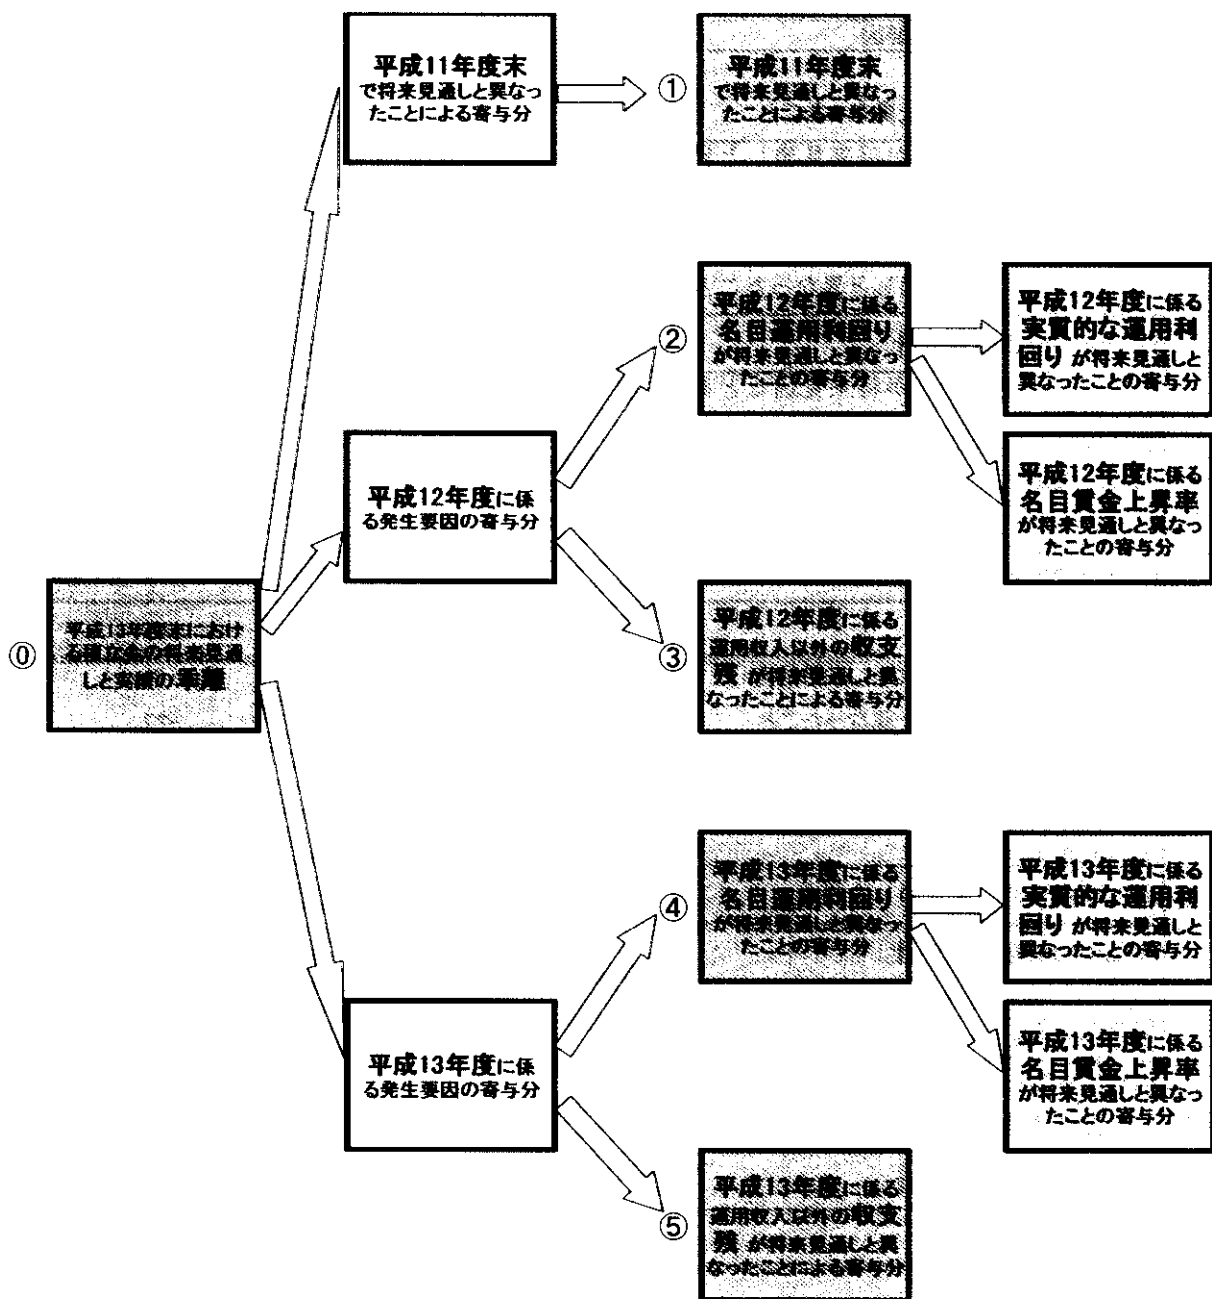 平成11年度末
で将来見通しと異なっ
たことによる寄与分
①
平成11年度末
で将来見通しと異なっ
たことによる寄与分
②
平成12年度に係る
名目運用利回り
が将来見通しと異なっ
たことの寄与分
平成12年度に係る
実質的な運用利
回り が将来見通しと
異なったことの寄与分
平成12年度に係る
名目賃金上昇率
が将来見通しと異なっ
たことの寄与分
平成12年度に係
る発生要因の寄与分
③
平成12年度に係る
運用収入以外の収支
残 が将来見通しと異
なったことによる寄与分
⓪
平成13年度末におけ
る積立金の将来見通
しと実績の乖離
④
平成13年度に係る
名目運用利回り
が将来見通しと異なっ
たことの寄与分
平成13年度に係る
実質的な運用利
回り が将来見通しと
異なったことの寄与分
平成13年度に係る
名目賃金上昇率
が将来見通しと異なっ
たことの寄与分
平成13年度に係
る発生要因の寄与分
⑤
平成13年度に係る
運用収入以外の収支
残 が将来見通しと異
なったことによる寄与分